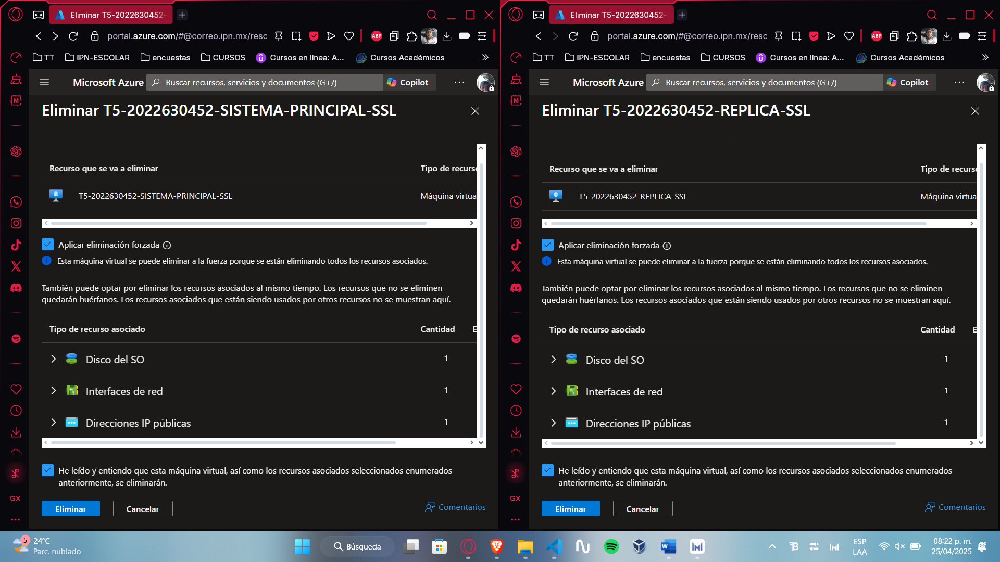 Eliminar T5-2022630452-
portal.azure.com/#@correo.ipn.mx/resc
ABP
TT
IPN-ESCOLAR
encuestas
CURSOS
Cursos en línea: A...
Cursos Académicos
Microsoft Azure
Buscar recursos, servicios y documentos (G+/)
Copilot
Eliminar T5-2022630452-SISTEMA-PRINCIPAL-SSL
Recurso que se va a eliminar
Tipo de recurso
T5-2022630452-SISTEMA-PRINCIPAL-SSL
Máquina virtua
Aplicar eliminación forzada
Esta máquina virtual se puede eliminar a la fuerza porque se están eliminando todos los recursos asociados.
También puede optar por eliminar los recursos asociados al mismo tiempo. Los recursos que no se eliminen
quedarán huérfanos. Los recursos asociados que están siendo usados por otros recursos no se muestran aquí.
Tipo de recurso asociado
Cantidad
E
Disco del SO
1
Interfaces de red
1
Direcciones IP públicas
1
He leído y entiendo que esta máquina virtual, así como los recursos asociados seleccionados enumerados
anteriormente, se eliminarán.
Eliminar
Cancelar
Comentarios
GX
Eliminar T5-2022630452-
portal.azure.com/#@correo.ipn.mx/resc
ABP
TT
IPN-ESCOLAR
encuestas
CURSOS
Cursos en línea: A...
Cursos Académicos
Microsoft Azure
Buscar recursos, servicios y documentos (G+/)
Copilot
Eliminar T5-2022630452-REPLICA-SSL
Recurso que se va a eliminar
Tipo de recurso
T5-2022630452-REPLICA-SSL
Máquina virtua
Aplicar eliminación forzada
Esta máquina virtual se puede eliminar a la fuerza porque se están eliminando todos los recursos asociados.
También puede optar por eliminar los recursos asociados al mismo tiempo. Los recursos que no se eliminen
quedarán huérfanos. Los recursos asociados que están siendo usados por otros recursos no se muestran aquí.
Tipo de recurso asociado
Cantidad
E
Disco del SO
1
Interfaces de red
1
Direcciones IP públicas
1
He leído y entiendo que esta máquina virtual, así como los recursos asociados seleccionados enumerados
anteriormente, se eliminarán.
Eliminar
Cancelar
Comentarios
GX
5
24°C
Parc. nublado
Búsqueda
ESP
LAA
08:22 p. m.
25/04/2025